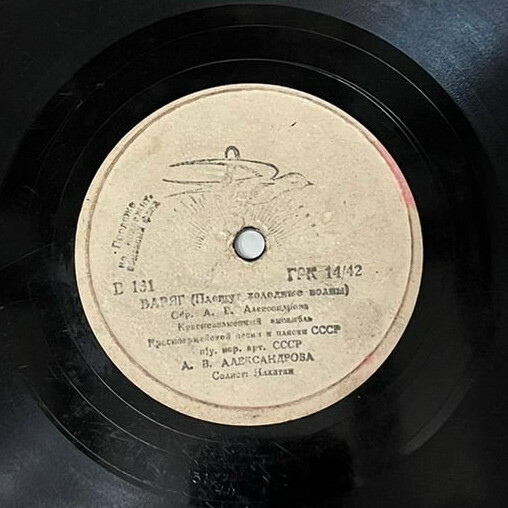 В 131
ГРК 14/42
ВАРЯГ (Плещут холодные волны)
Обр. А. В. Александрова
Краснознаменный ансамбль
Красноармейской песни и пляски СССР
п/у. нар. арт. СССР
А. В. АЛЕКСАНДРОВА
Солист: